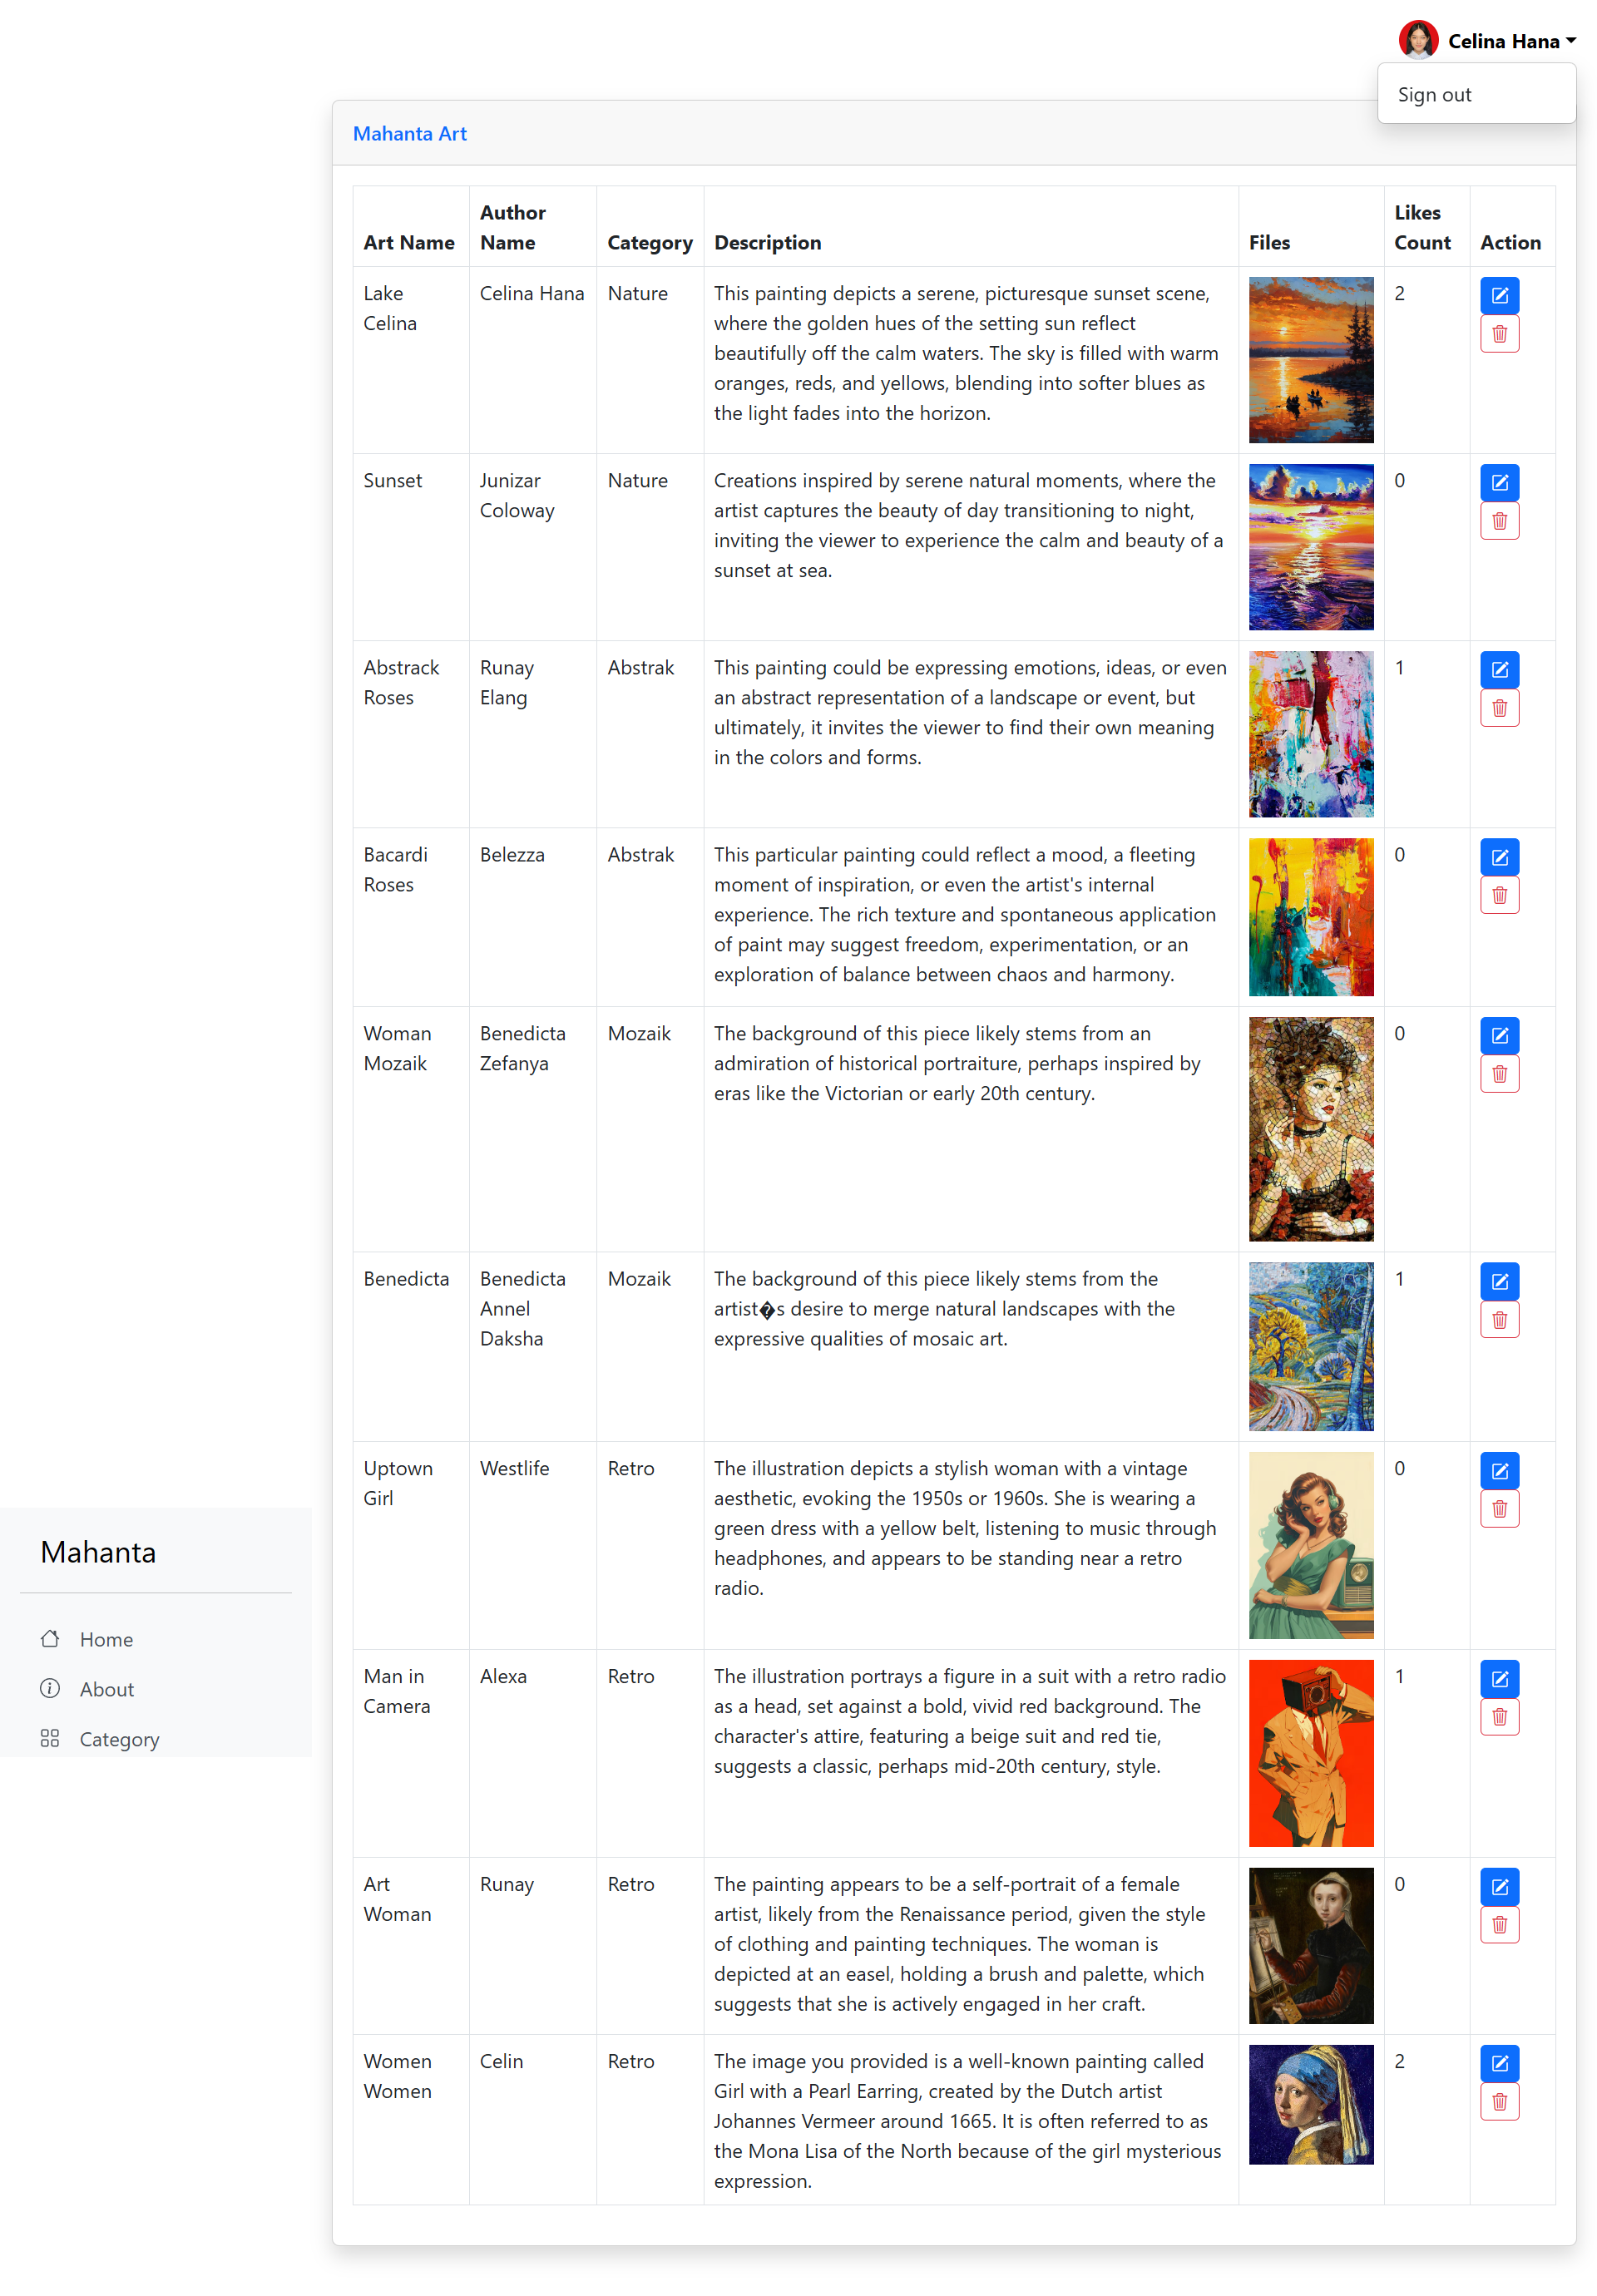 Celina Hana
Sign out
Mahanta Art
Art Name
Author
Name
Category
Description
Files
Likes
Count
Action
Lake
Celina
Celina Hana
Nature
This painting depicts a serene, picturesque sunset scene,
where the golden hues of the setting sun reflect
beautifully off the calm waters. The sky is filled with warm
oranges, reds, and yellows, blending into softer blues as
the light fades into the horizon.
2
Sunset
Junizar
Coloway
Nature
Creations inspired by serene natural moments, where the
artist captures the beauty of day transitioning to night,
inviting the viewer to experience the calm and beauty of a
sunset at sea.
0
Abstrack
Roses
Runay
Elang
Abstrak
This painting could be expressing emotions, ideas, or even
an abstract representation of a landscape or event, but
ultimately, it invites the viewer to find their own meaning
in the colors and forms.
1
Bacardi
Roses
Belezza
Abstrak
This particular painting could reflect a mood, a fleeting
moment of inspiration, or even the artist's internal
experience. The rich texture and spontaneous application
of paint may suggest freedom, experimentation, or an
exploration of balance between chaos and harmony.
0
Woman
Mozaik
Benedicta
Zefanya
Mozaik
The background of this piece likely stems from an
admiration of historical portraiture, perhaps inspired by
eras like the Victorian or early 20th century.
0
Benedicta
Benedicta
Annel
Daksha
Mozaik
The background of this piece likely stems from the
artist�s desire to merge natural landscapes with the
expressive qualities of mosaic art.
1
Uptown
Girl
Westlife
Retro
The illustration depicts a stylish woman with a vintage
aesthetic, evoking the 1950s or 1960s. She is wearing a
green dress with a yellow belt, listening to music through
headphones, and appears to be standing near a retro
radio.
0
Man in
Camera
Alexa
Retro
The illustration portrays a figure in a suit with a retro radio
as a head, set against a bold, vivid red background. The
character's attire, featuring a beige suit and red tie,
suggests a classic, perhaps mid-20th century, style.
1
Art
Woman
Runay
Retro
The painting appears to be a self-portrait of a female
artist, likely from the Renaissance period, given the style
of clothing and painting techniques. The woman is
depicted at an easel, holding a brush and palette, which
suggests that she is actively engaged in her craft.
0
Women
Women
Celin
Retro
The image you provided is a well-known painting called
Girl with a Pearl Earring, created by the Dutch artist
Johannes Vermeer around 1665. It is often referred to as
the Mona Lisa of the North because of the girl mysterious
expression.
2
Mahanta
Home
About
Category